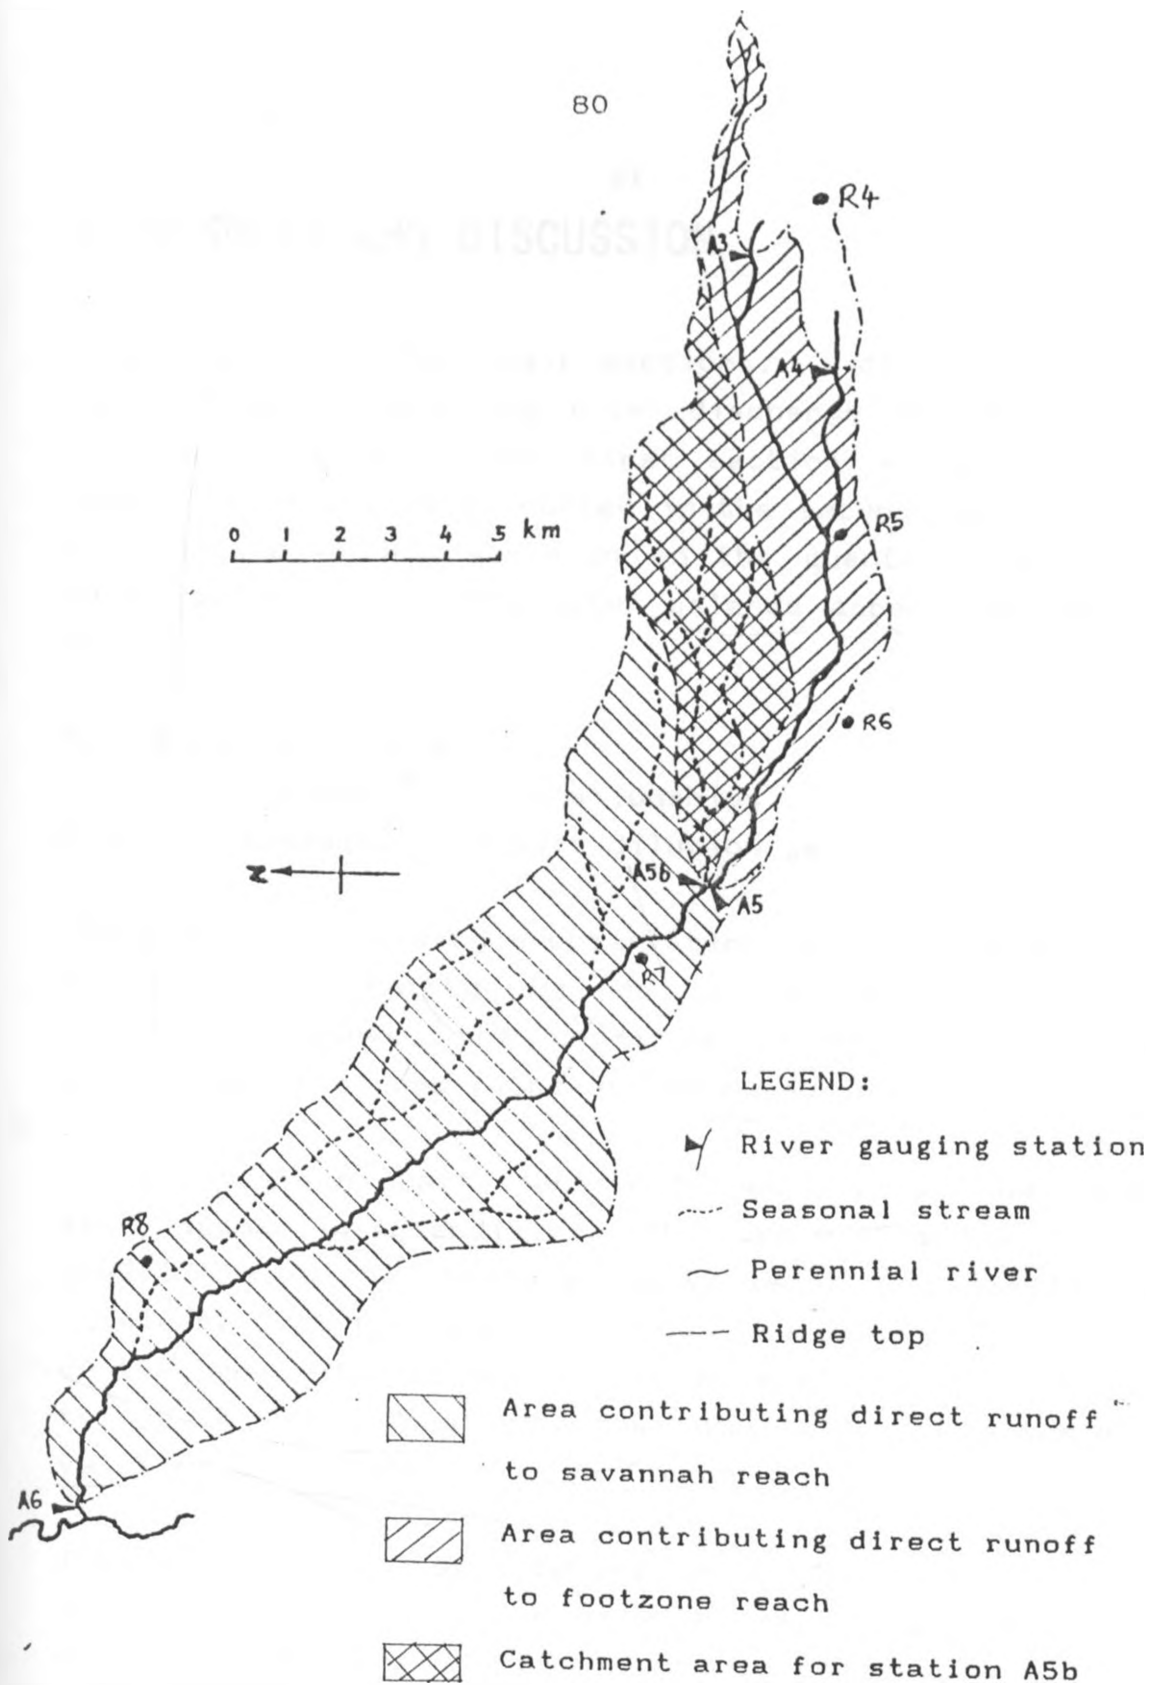 80
R4
A3
A4
0 1 2 3 4 5 km
R5
R6
N
A5b
A5
R7
R8
A6
LEGEND:
River gauging station
Seasonal stream
Perennial river
Ridge top
Area contributing direct runoff
to savannah reach
Area contributing direct runoff
to footzone reach
Catchment area for station A5b